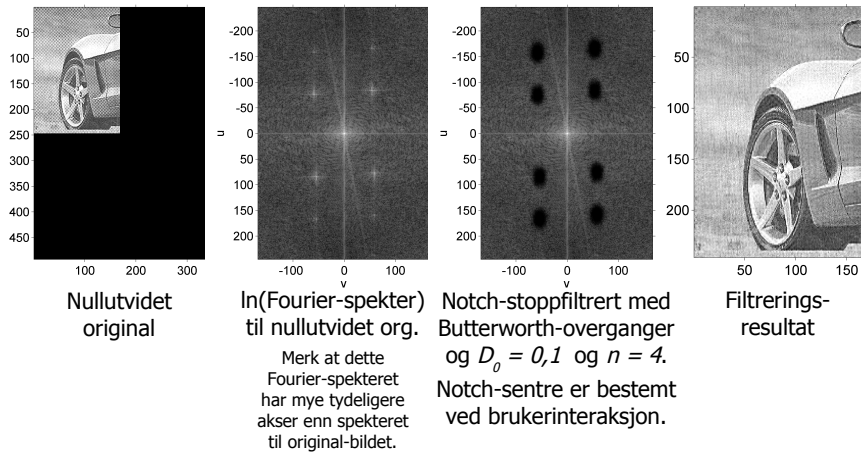 0
50
100
150
200
250
300
350
400
450
100
200
300
-200
-150
-100
-50
0
50
100
150
200
u
-100
0
100
v
-200
-150
-100
-50
0
50
100
150
200
u
-100
0
100
v
0
50
100
150
200
50
100
150
Nullutvidet
original
ln(Fourier-spekter)
til nullutvidet org.
Merk at dette
Fourier-spekteret
har mye tydeligere
akser enn spekteret
til original-bildet.
Notch-stoppfiltrert med
Butterworth-overganger
og D₀ = 0,1 og n = 4.
Notch-sentre er bestemt
ved brukerinteraksjon.
Filtrerings-
resultat